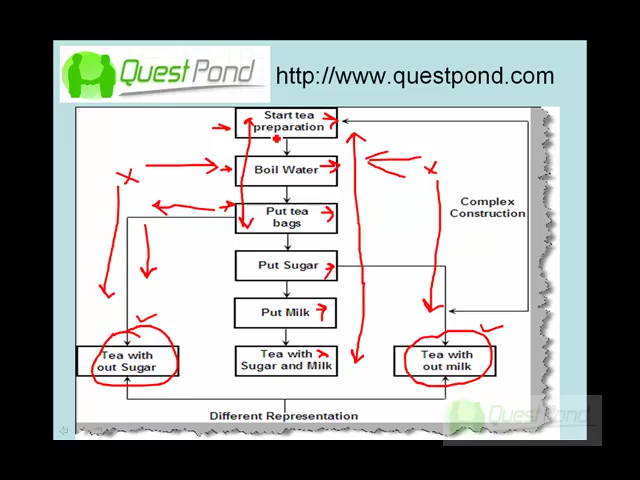 QuestPond
http://www.questpond.com
Start tea
preparation
Boil Water
Put tea
bags
Complex
Construction
Put Sugar
Put Milk
Tea with
out Sugar
Tea with
Sugar and Milk
Tea with
out milk
Different Representation
QuestPond